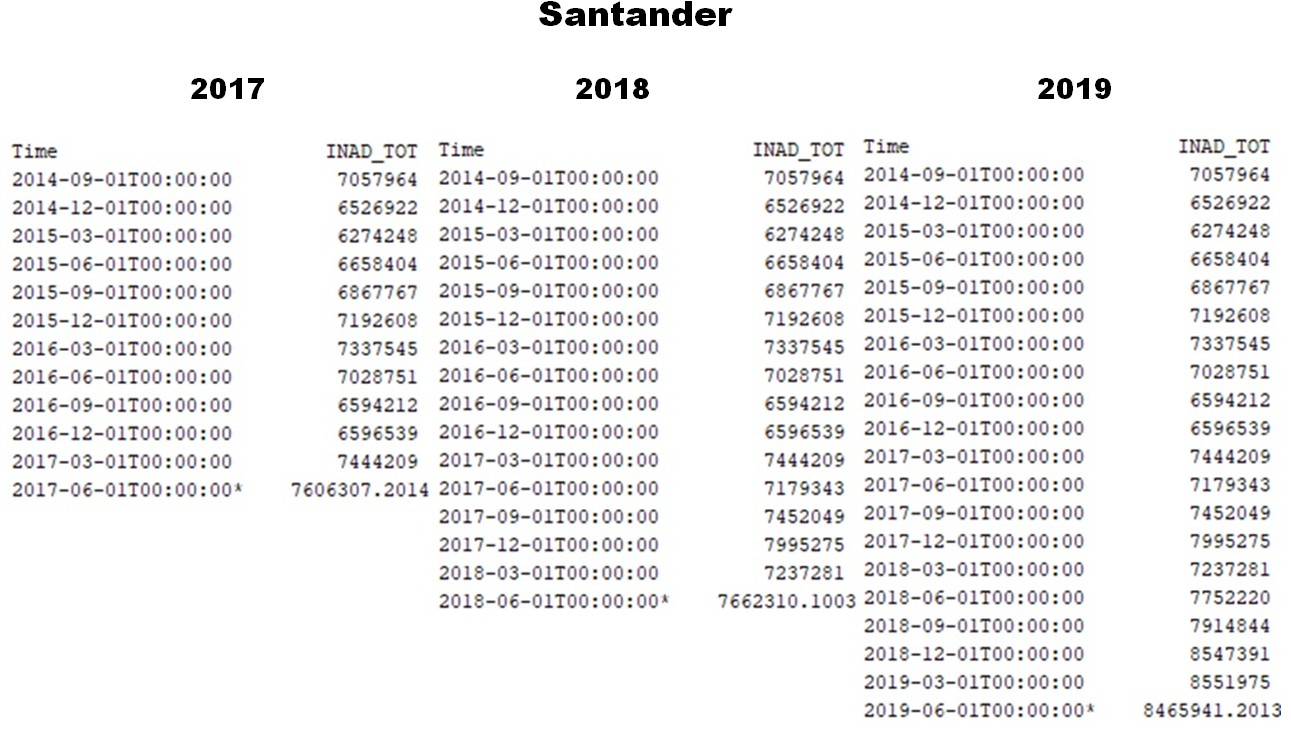 Santander
2017 2018 2019
Time INAD_TOT Time INAD_TOT Time INAD_TOT
2014-09-01T00:00:00 7057964 2014-09-01T00:00:00 7057964 2014-09-01T00:00:00 7057964
2014-12-01T00:00:00 6526922 2014-12-01T00:00:00 6526922 2014-12-01T00:00:00 6526922
2015-03-01T00:00:00 6274248 2015-03-01T00:00:00 6274248 2015-03-01T00:00:00 6274248
2015-06-01T00:00:00 6658404 2015-06-01T00:00:00 6658404 2015-06-01T00:00:00 6658404
2015-09-01T00:00:00 6867767 2015-09-01T00:00:00 6867767 2015-09-01T00:00:00 6867767
2015-12-01T00:00:00 7192608 2015-12-01T00:00:00 7192608 2015-12-01T00:00:00 7192608
2016-03-01T00:00:00 7337545 2016-03-01T00:00:00 7337545 2016-03-01T00:00:00 7337545
2016-06-01T00:00:00 7028751 2016-06-01T00:00:00 7028751 2016-06-01T00:00:00 7028751
2016-09-01T00:00:00 6594212 2016-09-01T00:00:00 6594212 2016-09-01T00:00:00 6594212
2016-12-01T00:00:00 6596539 2016-12-01T00:00:00 6596539 2016-12-01T00:00:00 6596539
2017-03-01T00:00:00 7444209 2017-03-01T00:00:00 7444209 2017-03-01T00:00:00 7444209
2017-06-01T00:00:00* 7606307.2014 2017-06-01T00:00:00 7179343 2017-06-01T00:00:00 7179343
2017-09-01T00:00:00 7452049 2017-09-01T00:00:00 7452049
2017-12-01T00:00:00 7995275 2017-12-01T00:00:00 7995275
2018-03-01T00:00:00 7237281 2018-03-01T00:00:00 7237281
2018-06-01T00:00:00* 7662310.1003 2018-06-01T00:00:00 7752220
2018-09-01T00:00:00 7914844
2018-12-01T00:00:00 8547391
2019-03-01T00:00:00 8551975
2019-06-01T00:00:00* 8465941.2013